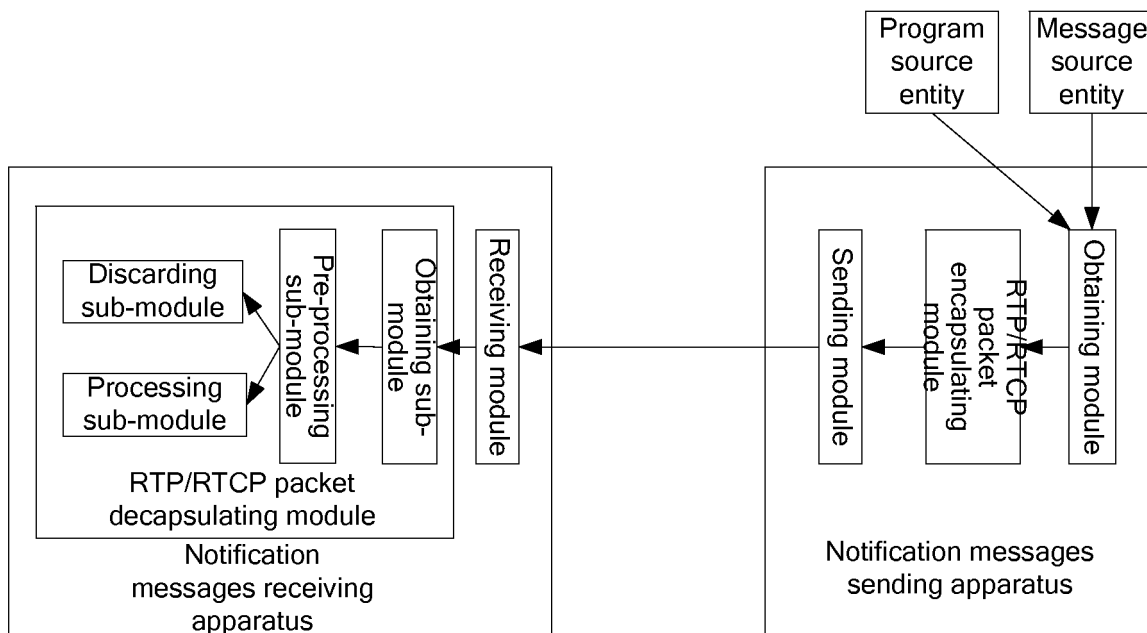 Program
source
entity
Message
source
entity
Discarding
sub-module
Processing
sub-module
Pre-processing
sub-module
Obtaining sub-
module
Receiving module
RTP/RTCP packet
decapsulating module
Notification
messages receiving
apparatus
Sending module
RTP/RTCP
packet
encapsulating
module
Obtaining module
Notification messages
sending apparatus